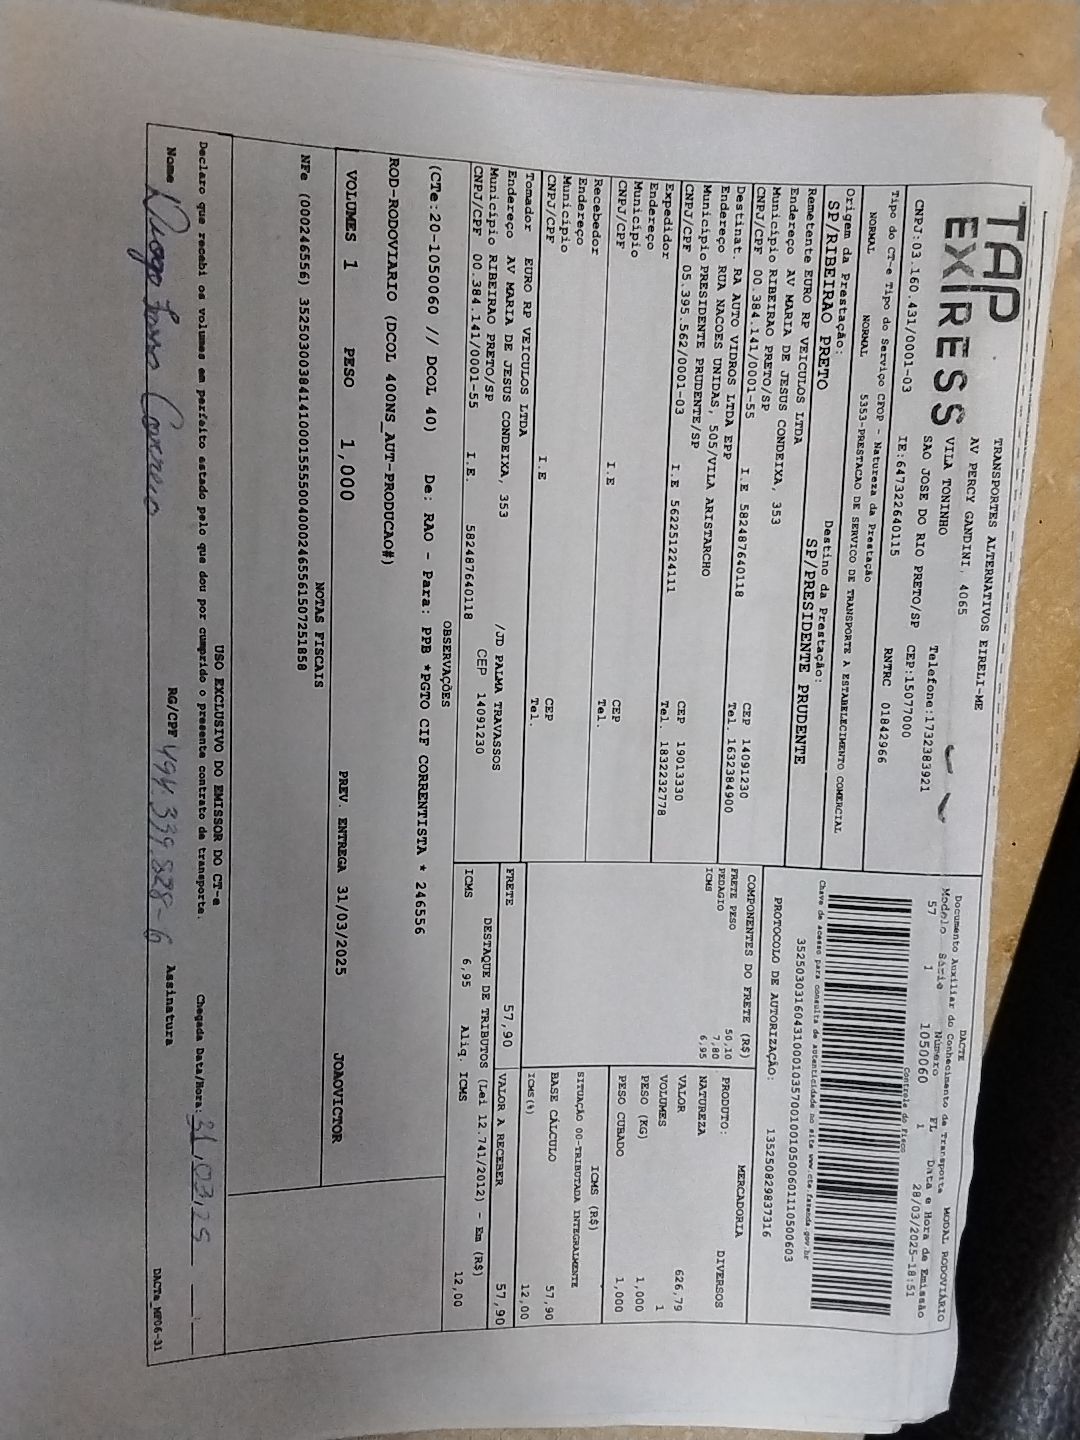 TAP EXPRESS
TRANSPORTES ALTERNATIVOS EIRELI-ME
AV PERCY GANDINI, 4065
VILA TONINHO Telefone:1732383921
SAO JOSE DO RIO PRETO/SP CEP:15077000
CNPJ:03.160.431/0001-03 IE:647322640115 RNTRC 01842966
DACTE
Documento Auxiliar do Conhecimento de Transporte MODAL RODOVIÁRIO
Modelo Série Número FL Data e Hora de Emissão
57 1 1050060 1 28/03/2025-18:51
Controle do Fisco
Chave de acesso para consulta de autenticidade no site www.cte.fazenda.gov.br
35250303160431000103570010010500601110500603
PROTOCOLO DE AUTORIZAÇÃO: 135250829837316
Tipo do CT-e Tipo do Serviço CFOP - Natureza da Prestação
NORMAL NORMAL 5353-PRESTACAO DE SERVICO DE TRANSPORTE A ESTABELECIMENTO COMERCIAL
Origem da Prestação: Destino da Prestação:
SP/RIBEIRAO PRETO SP/PRESIDENTE PRUDENTE
Remetente EURO RP VEICULOS LTDA
Endereço AV MARIA DE JESUS CONDEIXA, 353
Município RIBEIRAO PRETO/SP CEP 14091230
CNPJ/CPF 00.384.141/0001-55 I.E 582487640118 Tel. 1632384900
Destinat. RA AUTO VIDROS LTDA EPP
Endereço RUA NACOES UNIDAS, 505/VILA ARISTARCHO
Município PRESIDENTE PRUDENTE/SP CEP 19013330
CNPJ/CPF 05.395.562/0001-03 I.E 562251224111 Tel. 1832232778
Expedidor
Endereço
Município CEP
CNPJ/CPF I.E Tel.
Recebedor
Endereço
Município CEP
CNPJ/CPF I.E Tel.
Tomador EURO RP VEICULOS LTDA
Endereço AV MARIA DE JESUS CONDEIXA, 353 /JD PALMA TRAVASSOS
Município RIBEIRAO PRETO/SP CEP 14091230
CNPJ/CPF 00.384.141/0001-55 I.E. 582487640118
COMPONENTES DO FRETE (R$)
FRETE PESO 50,10
PEDAGIO 7,80
ICMS 6,95
FRETE 57,90
MERCADORIA
PRODUTO: DIVERSOS
NATUREZA
VALOR 626,79
VOLUMES 1
PESO (KG) 1,000
PESO CUBADO 1,000
ICMS (R$)
SITUAÇÃO 00-TRIBUTADA INTEGRALMENTE
BASE CÁLCULO 57,90
ICMS(%) 12,00
VALOR A RECEBER 57,90
DESTAQUE DE TRIBUTOS (Lei 12.741/2012) - Em (R$)
ICMS 6,95 Aliq. ICMS 12,00
OBSERVAÇÕES
(CTe:20-1050060 // DCOL 40) De: RAO - Para: PPB *PGTO CIF CORRENTISTA * 246556
ROD-RODOVIARIO (DCOL 400NS_AUT-PRODUCAO#)
VOLUMES 1 PESO 1,000 PREV. ENTREGA 31/03/2025 JOAOVICTOR
NOTAS FISCAIS
NFe (000246556) 35250300384141000155550040002465561507251858
USO EXCLUSIVO DO EMISSOR DO CT-e
Declaro que recebi os volumes em perfeito estado pelo que dou por cumprido o presente contrato de transporte. Chegada Data/Hora: 31,03,25
Nome Diogo RG/CPF 494.339.828-6 Assinatura
DACTe_MP06-31